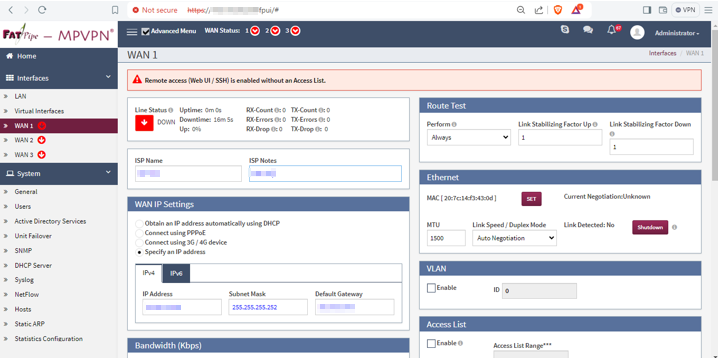 Not secure https:// fpui/# VPN
FATPipe — MPVPN® Advanced Menu WAN Status: 1 2 3 97 Administrator
Home
Interfaces
LAN
Virtual Interfaces
WAN 1
WAN 2
WAN 3
System
General
Users
Active Directory Services
Unit Failover
SNMP
DHCP Server
Syslog
NetFlow
Hosts
Static ARP
Statistics Configuration
WAN 1 Interfaces / WAN 1
Remote access (Web UI / SSH) is enabled without an Access List.
Line Status Uptime: 0m 0s RX-Count: 0 TX-Count: 0
DOWN Downtime: 16m 5s RX-Error: 0 TX-Error: 0
Up: 0% RX-Drop: 0 TX-Drop: 0
ISP Name ISP Notes
WAN IP Settings
Obtain an IP address automatically using DHCP
Connect using PPPoE
Connect using 3G / 4G device
Specify an IP address
IPv4 IPv6
IP Address Subnet Mask Default Gateway
255.255.255.252
Bandwidth (Kbps)
Route Test
Perform Link Stabilizing Factor Up Link Stabilizing Factor Down
Always 1
1
Ethernet
MAC [ 20:7c:14:f3:43:0d ] SET Current Negotiation:Unknown
MTU Link Speed / Duplex Mode Link Detected: No Shutdown
1500 Auto Negotiation
VLAN
Enable ID 0
Access List
Enable Access List Range***